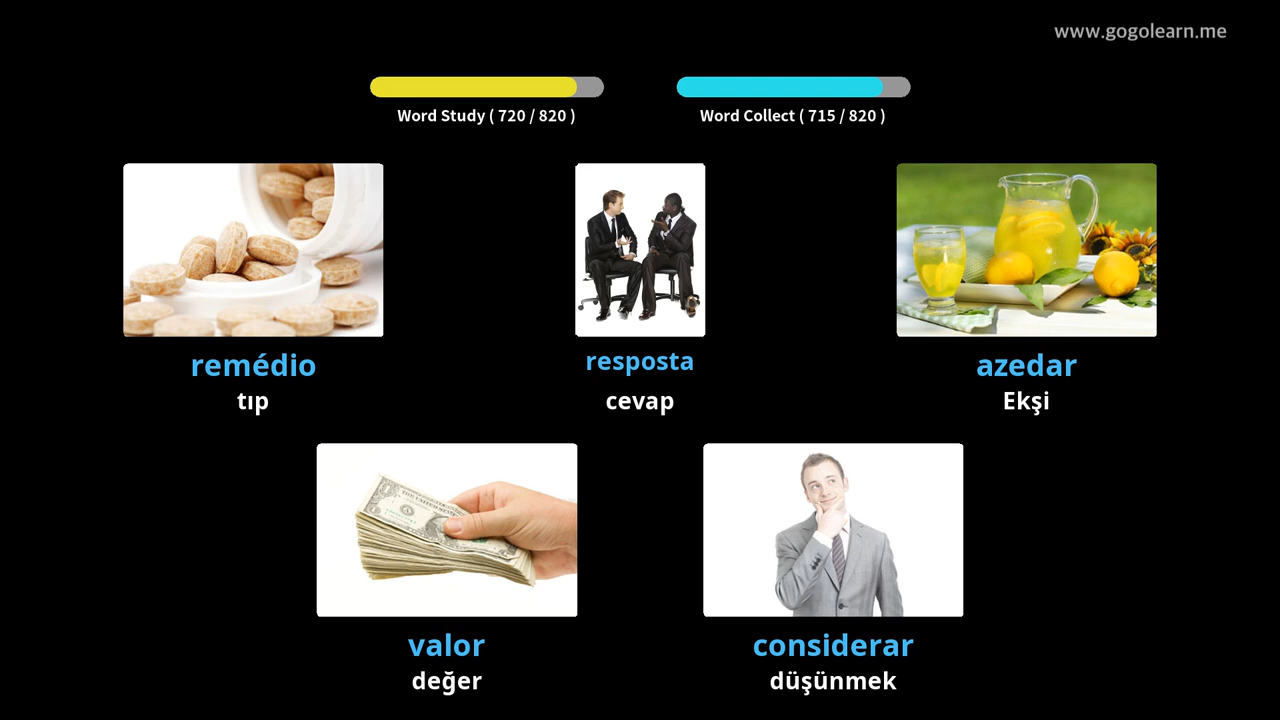 www.gogolearn.me
Word Study ( 720 / 820 )
Word Collect ( 715 / 820 )
remédio
tıp
resposta
cevap
azedar
Ekşi
valor
değer
considerar
düşünmek